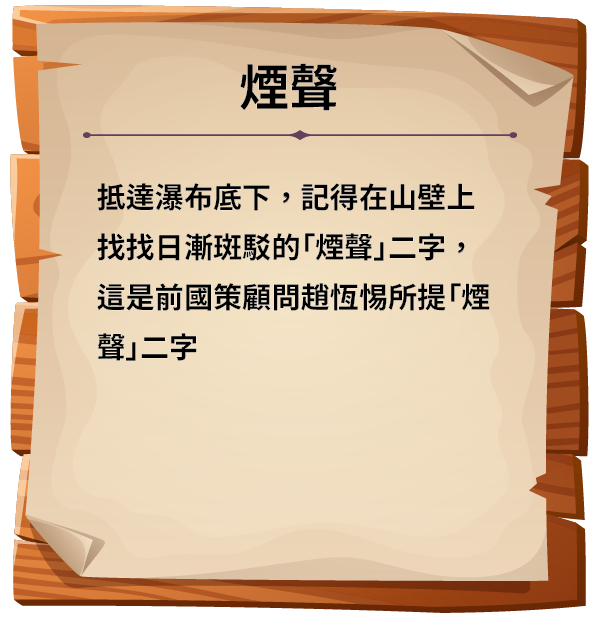 煙聲
抵達瀑布底下，記得在山壁上
找找日漸斑駁的「煙聲」二字，
這是前國策顧問趙恆惕所提「煙
聲」二字